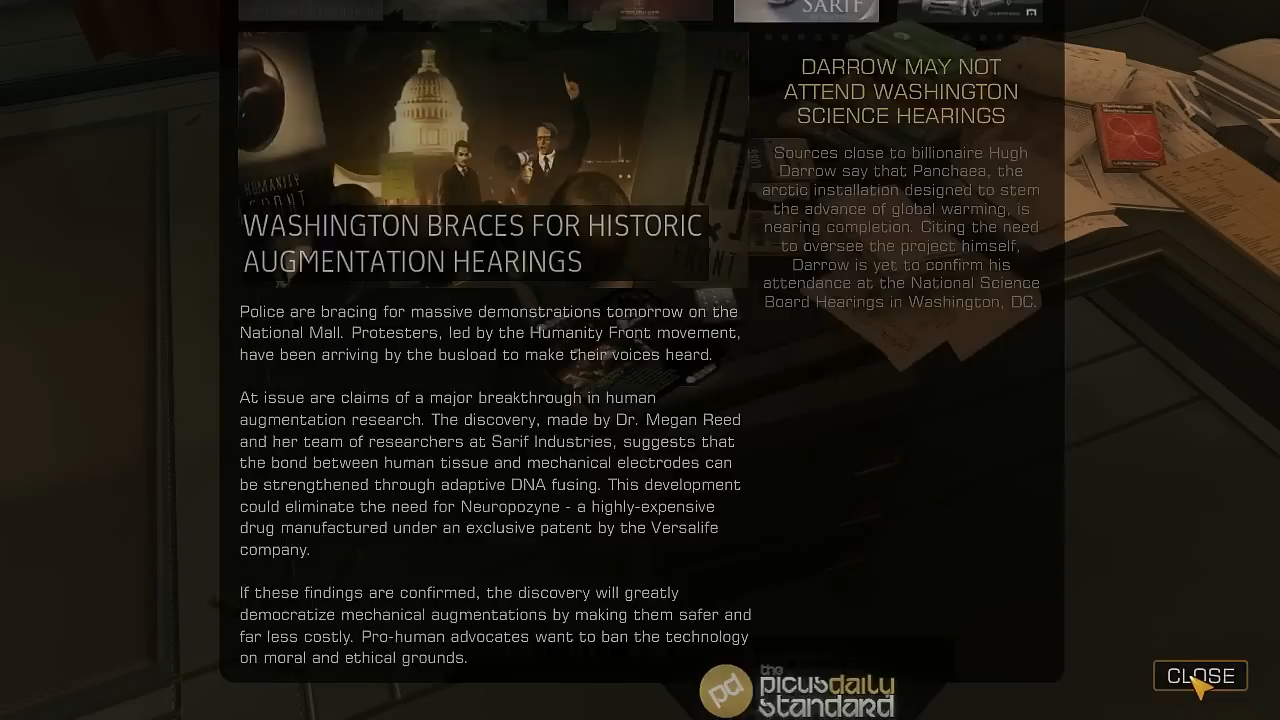 SARIF
HUMANITY
FRONT
WASHINGTON BRACES FOR HISTORIC
AUGMENTATION HEARINGS
Police are bracing for massive demonstrations tomorrow on the
National Mall. Protesters, led by the Humanity Front movement,
have been arriving by the busload to make their voices heard.
At issue are claims of a major breakthrough in human
augmentation research. The discovery, made by Dr. Megan Reed
and her team of researchers at Sarif Industries, suggests that
the bond between human tissue and mechanical electrodes can
be strengthened through adaptive DNA fusing. This development
could eliminate the need for Neuropozyne - a highly-expensive
drug manufactured under an exclusive patent by the Versalife
company.
If these findings are confirmed, the discovery will greatly
democratize mechanical augmentations by making them safer and
far less costly. Pro-human advocates want to ban the technology
on moral and ethical grounds.
DARROW MAY NOT
ATTEND WASHINGTON
SCIENCE HEARINGS
Sources close to billionaire Hugh
Darrow say that Panchaea, the
arctic installation designed to stem
the advance of global warming, is
nearing completion. Citing the need
to oversee the project himself,
Darrow is yet to confirm his
attendance at the National Science
Board Hearings in Washington, DC.
pd
the
picusdaily
standard
CLOSE